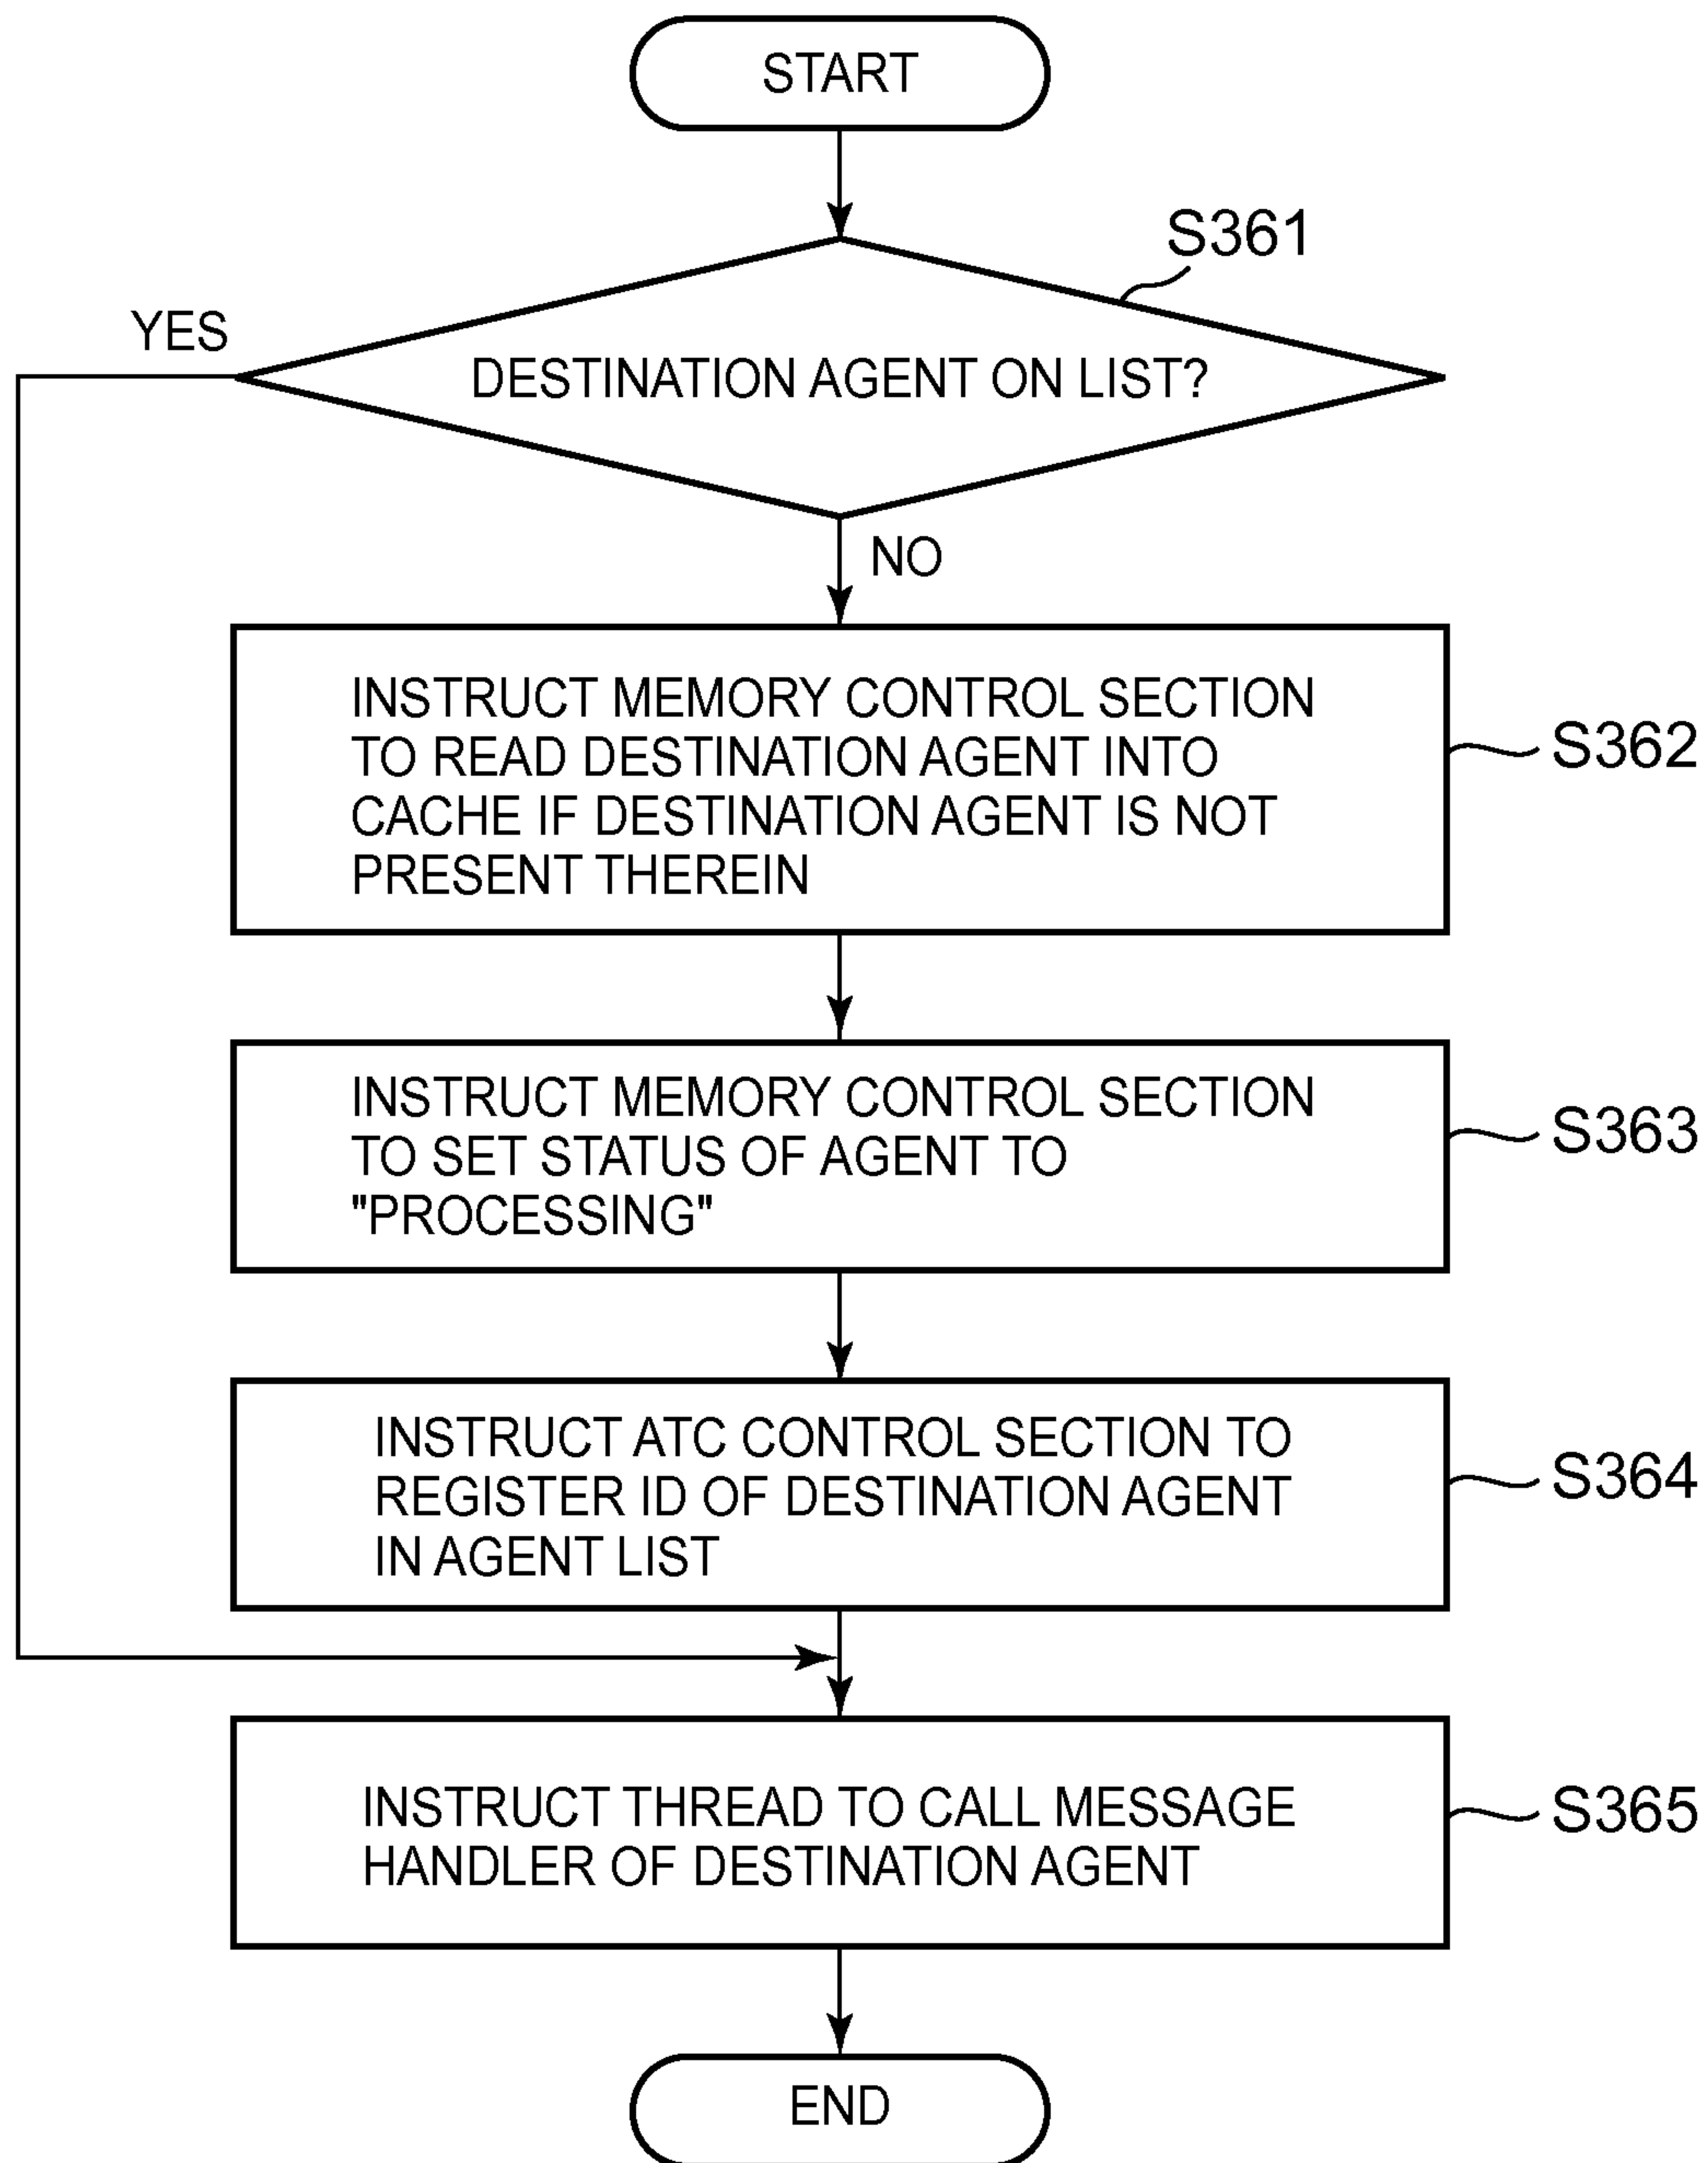 START
S361
YES
DESTINATION AGENT ON LIST?
NO
INSTRUCT MEMORY CONTROL SECTION
TO READ DESTINATION AGENT INTO
CACHE IF DESTINATION AGENT IS NOT
PRESENT THEREIN
S362
INSTRUCT MEMORY CONTROL SECTION
TO SET STATUS OF AGENT TO
"PROCESSING"
S363
INSTRUCT ATC CONTROL SECTION TO
REGISTER ID OF DESTINATION AGENT
IN AGENT LIST
S364
INSTRUCT THREAD TO CALL MESSAGE
HANDLER OF DESTINATION AGENT
S365
END